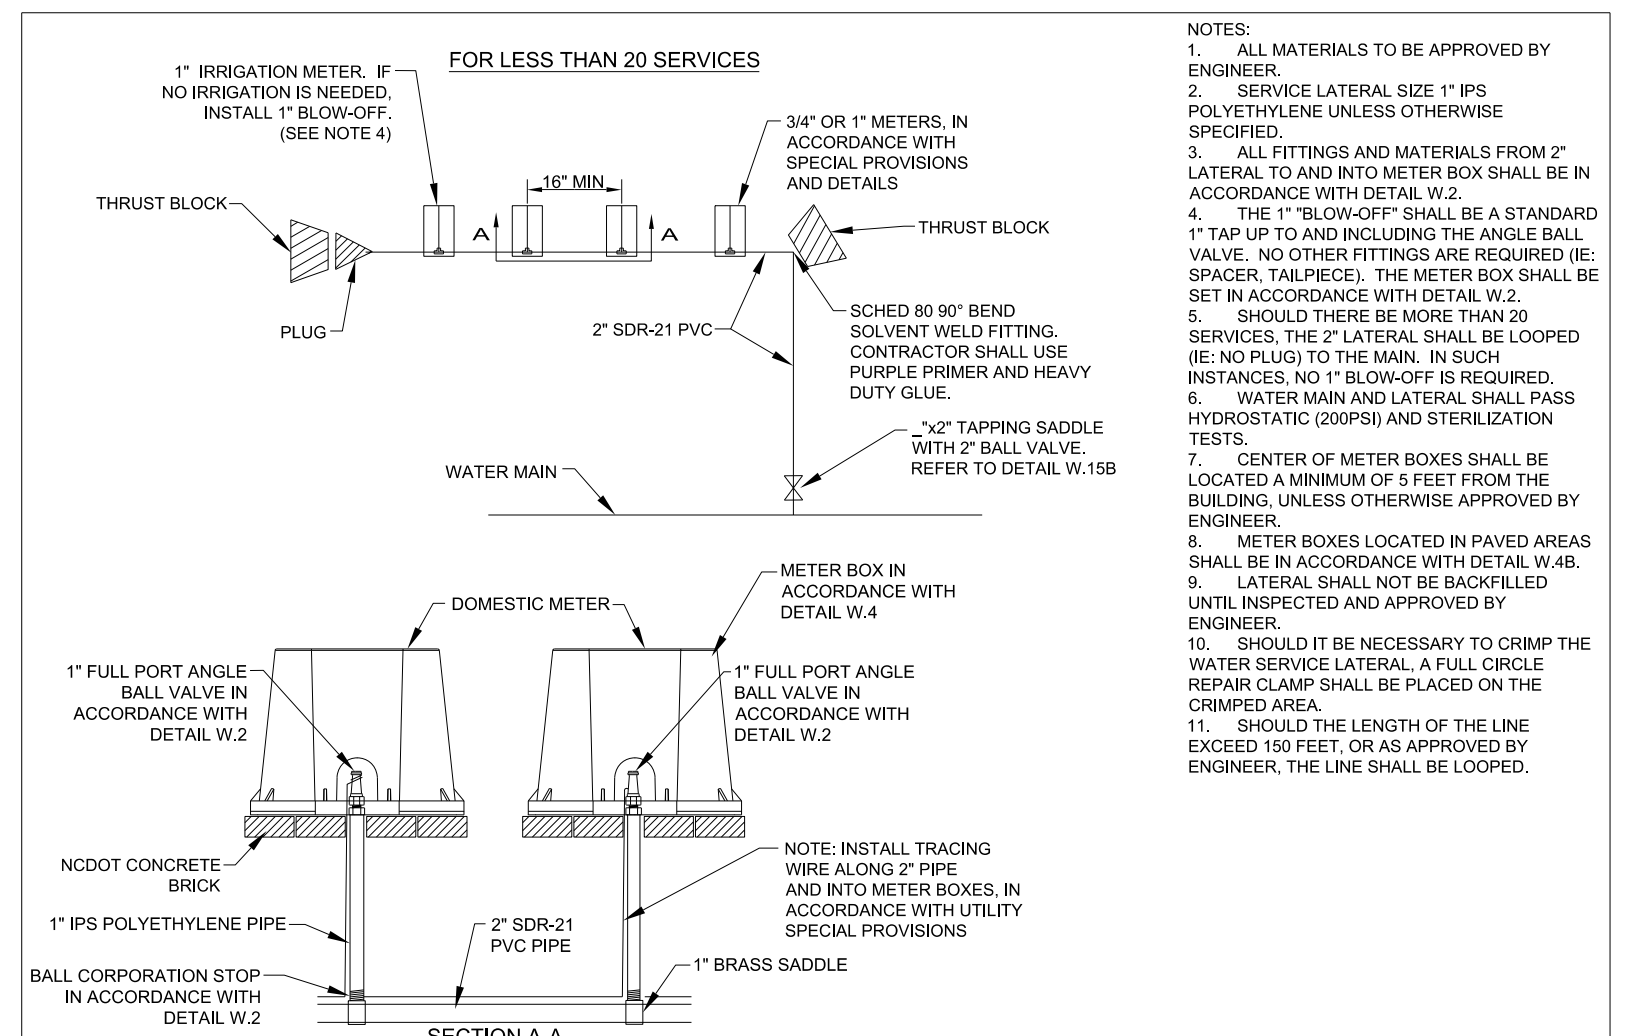 FOR LESS THAN 20 SERVICES
1" IRRIGATION METER. IF
NO IRRIGATION IS NEEDED,
INSTALL 1" BLOW-OFF.
(SEE NOTE 4)
3/4" OR 1" METERS, IN
ACCORDANCE WITH
SPECIAL PROVISIONS
AND DETAILS
16" MIN
THRUST BLOCK
A
A
THRUST BLOCK
PLUG
2" SDR-21 PVC
SCHED 80 90° BEND
SOLVENT WELD FITTING.
CONTRACTOR SHALL USE
PURPLE PRIMER AND HEAVY
DUTY GLUE.
_"x2" TAPPING SADDLE
WITH 2" BALL VALVE.
REFER TO DETAIL W.15B
WATER MAIN
METER BOX IN
ACCORDANCE WITH
DETAIL W.4
DOMESTIC METER
1" FULL PORT ANGLE
BALL VALVE IN
ACCORDANCE WITH
DETAIL W.2
1" FULL PORT ANGLE
BALL VALVE IN
ACCORDANCE WITH
DETAIL W.2
NCDOT CONCRETE
BRICK
NOTE: INSTALL TRACING
WIRE ALONG 2" PIPE
AND INTO METER BOXES, IN
ACCORDANCE WITH UTILITY
SPECIAL PROVISIONS
1" IPS POLYETHYLENE PIPE
2" SDR-21
PVC PIPE
BALL CORPORATION STOP
IN ACCORDANCE WITH
DETAIL W.2
1" BRASS SADDLE
SECTION A-A
NOTES:
1. ALL MATERIALS TO BE APPROVED BY
ENGINEER.
2. SERVICE LATERAL SIZE 1" IPS
POLYETHYLENE UNLESS OTHERWISE
SPECIFIED.
3. ALL FITTINGS AND MATERIALS FROM 2"
LATERAL TO AND INTO METER BOX SHALL BE IN
ACCORDANCE WITH DETAIL W.2.
4. THE 1" "BLOW-OFF" SHALL BE A STANDARD
1" TAP UP TO AND INCLUDING THE ANGLE BALL
VALVE. NO OTHER FITTINGS ARE REQUIRED (IE:
SPACER, TAILPIECE). THE METER BOX SHALL BE
SET IN ACCORDANCE WITH DETAIL W.2.
5. SHOULD THERE BE MORE THAN 20
SERVICES, THE 2" LATERAL SHALL BE LOOPED
(IE: NO PLUG) TO THE MAIN. IN SUCH
INSTANCES, NO 1" BLOW-OFF IS REQUIRED.
6. WATER MAIN AND LATERAL SHALL PASS
HYDROSTATIC (200PSI) AND STERILIZATION
TESTS.
7. CENTER OF METER BOXES SHALL BE
LOCATED A MINIMUM OF 5 FEET FROM THE
BUILDING, UNLESS OTHERWISE APPROVED BY
ENGINEER.
8. METER BOXES LOCATED IN PAVED AREAS
SHALL BE IN ACCORDANCE WITH DETAIL W.4B.
9. LATERAL SHALL NOT BE BACKFILLED
UNTIL INSPECTED AND APPROVED BY
ENGINEER.
10. SHOULD IT BE NECESSARY TO CRIMP THE
WATER SERVICE LATERAL, A FULL CIRCLE
REPAIR CLAMP SHALL BE PLACED ON THE
CRIMPED AREA.
11. SHOULD THE LENGTH OF THE LINE
EXCEED 150 FEET, OR AS APPROVED BY
ENGINEER, THE LINE SHALL BE LOOPED.